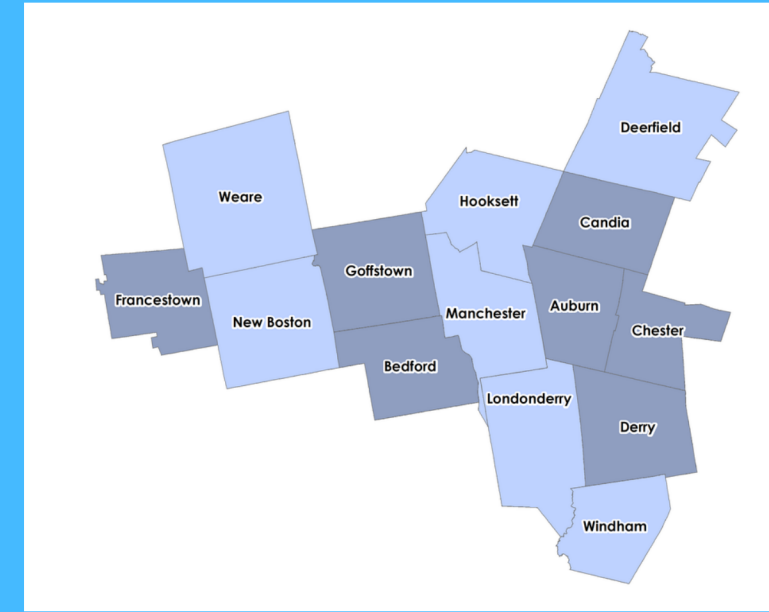 Deerfield
Weare
Hooksett
Candia
Goffstown
Francestown
Auburn
Manchester
New Boston
Chester
Bedford
Londonderry
Derry
Windham